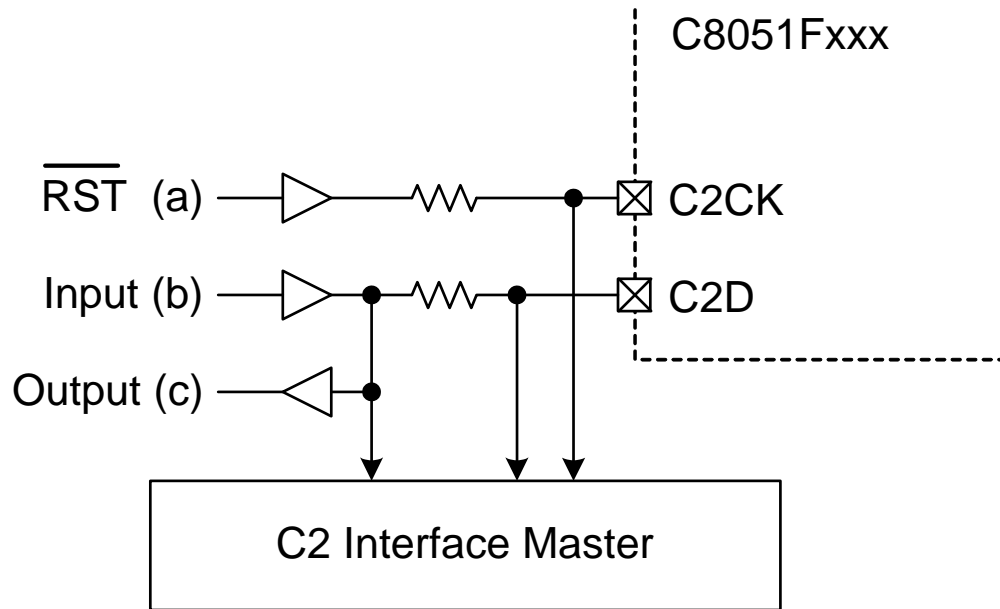 C8051Fxxx
RST (a)
C2CK
Input (b)
C2D
Output (c)
C2 Interface Master